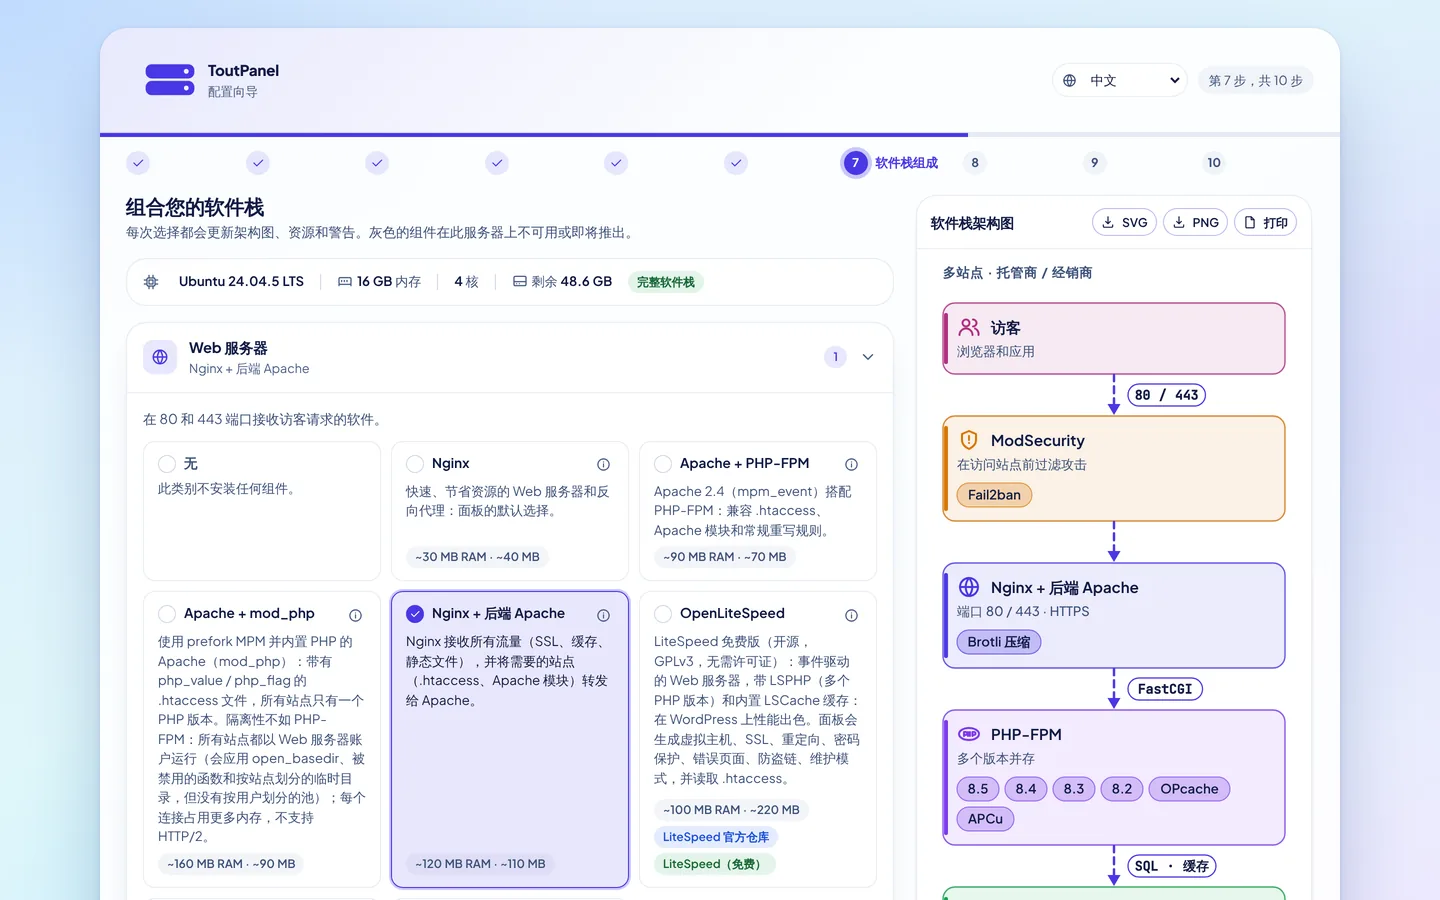 ToutPanel
配置向导
中文
第 7 步，共 10 步
7 软件栈组成 8 9 10
组合您的软件栈
每次选择都会更新架构图、资源和警告。灰色的组件在此服务器上不可用或即将推出。
Ubuntu 24.04.5 LTS
16 GB 内存
4 核
剩余 48.6 GB
完整软件栈
Web 服务器
Nginx + 后端 Apache
1
在 80 和 443 端口接收访客请求的软件。
无
此类别不安装任何组件。
Nginx
快速、节省资源的 Web 服务器和反
向代理：面板的默认选择。
~30 MB RAM · ~40 MB
Apache + PHP-FPM
Apache 2.4（mpm_event）搭配
PHP-FPM：兼容 .htaccess、
Apache 模块和常规重写规则。
~90 MB RAM · ~70 MB
Apache + mod_php
使用 prefork MPM 并内置 PHP 的
Apache（mod_php）：带有
php_value / php_flag 的
.htaccess 文件，所有站点只有一个
PHP 版本。隔离性不如 PHP-
FPM：所有站点都以 Web 服务器账
户运行（会应用 open_basedir、被
禁用的函数和按站点划分的临时目
录，但没有按用户划分的池）；每个
连接占用更多内存，不支持
HTTP/2。
~160 MB RAM · ~90 MB
Nginx + 后端 Apache
Nginx 接收所有流量（SSL、缓存、
静态文件），并将需要的站点
（.htaccess、Apache 模块）转发
给 Apache。
~120 MB RAM · ~110 MB
OpenLiteSpeed
LiteSpeed 免费版（开源，
GPLv3，无需许可证）：事件驱动
的 Web 服务器，带 LSPHP（多个
PHP 版本）和内置 LSCache 缓存：
在 WordPress 上性能出色。面板会
生成虚拟主机、SSL、重定向、密码
保护、错误页面、防盗链、维护模
式，并读取 .htaccess。
~100 MB RAM · ~220 MB
LiteSpeed 官方仓库
LiteSpeed（免费）
软件栈架构图
SVG
PNG
打印
多站点 · 托管商 / 经销商
访客
浏览器和应用
80 / 443
ModSecurity
在访问站点前过滤攻击
Fail2ban
Nginx + 后端 Apache
端口 80 / 443 · HTTPS
Brotli 压缩
FastCGI
PHP PHP-FPM
多个版本并存
8.5 8.4 8.3 8.2 OPcache
APCu
SQL · 缓存